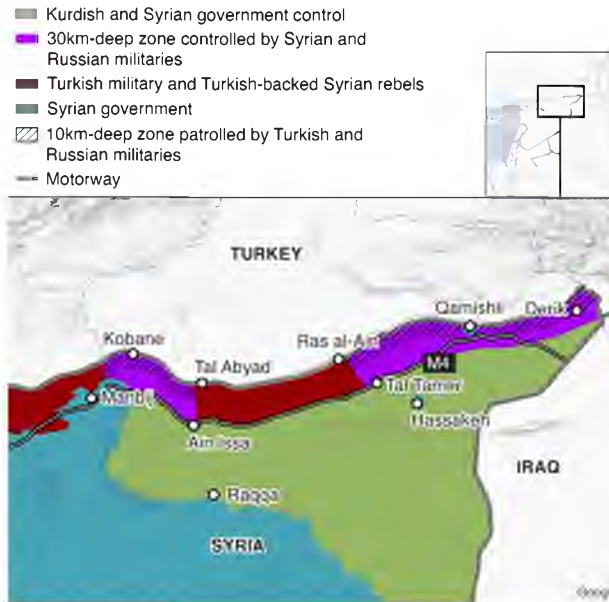 Kurdish and Syrian government control
30km-deep zone controlled by Syrian and
Russian militaries
Turkish military and Turkish-backed Syrian rebels
Syrian government
10km-deep zone patrolled by Turkish and
Russian militaries
Motorway
TURKEY
Qamishli
Derik
Kobane
Ras al-Ain
Tal Abyad
M4
Manbij
Tal Tamer
Hassakeh
Ain Issa
IRAQ
Raqqa
SYRIA